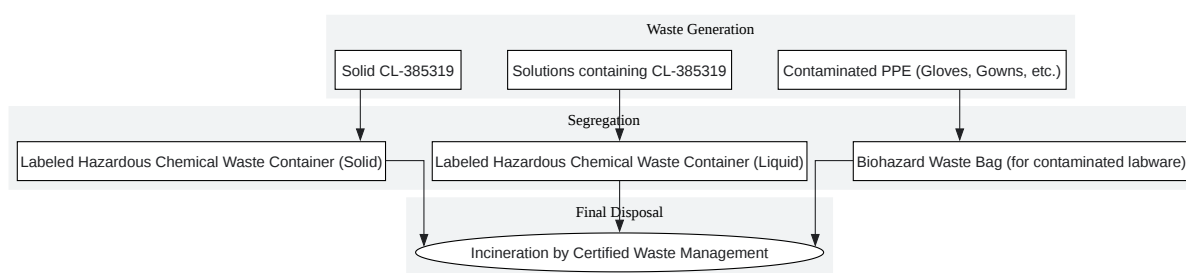 Waste Generation
Solid CL-385319
Solutions containing CL-385319
Contaminated PPE (Gloves, Gowns, etc.)
Segregation
Labeled Hazardous Chemical Waste Container (Solid)
Labeled Hazardous Chemical Waste Container (Liquid)
Biohazard Waste Bag (for contaminated labware)
Final Disposal
Incineration by Certified Waste Management